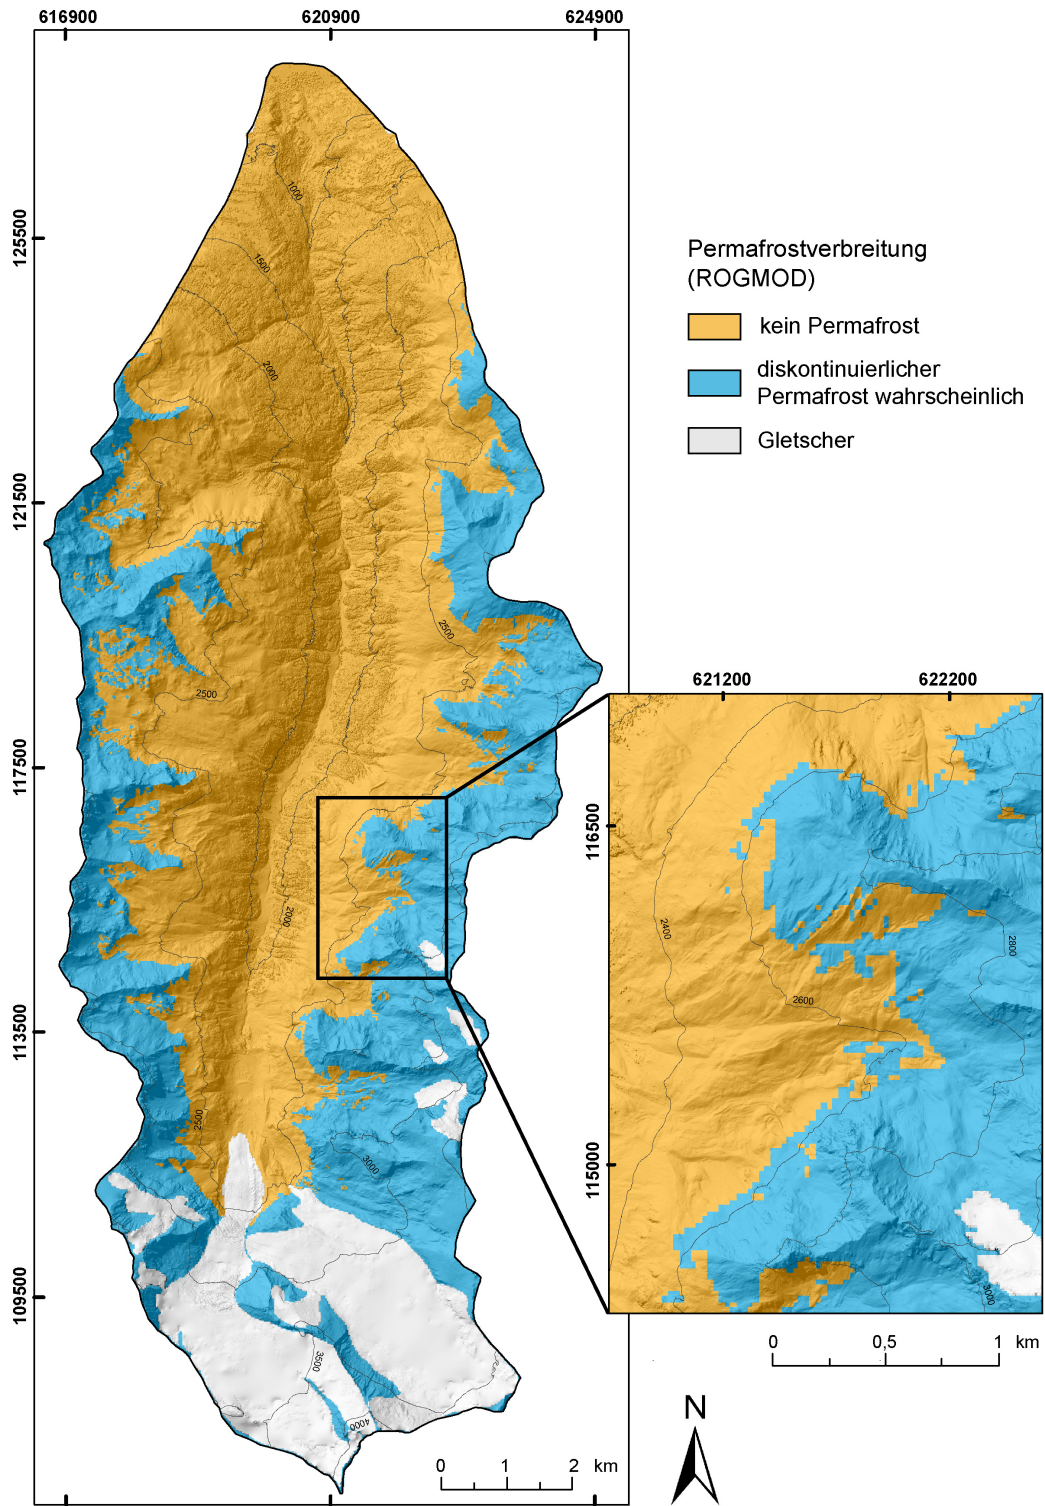 616900 620900 624900
125500
121500
117500
113500
109500
1000
1500
2000
2500
2500
2000
2500
3000
3500
4000
0 1 2 km
Permafrostverbreitung
(ROGMOD)
kein Permafrost
diskontinuierlicher
Permafrost wahrscheinlich
Gletscher
621200 622200
116500
115000
2400
2600
2800
3000
0 0,5 1 km
N